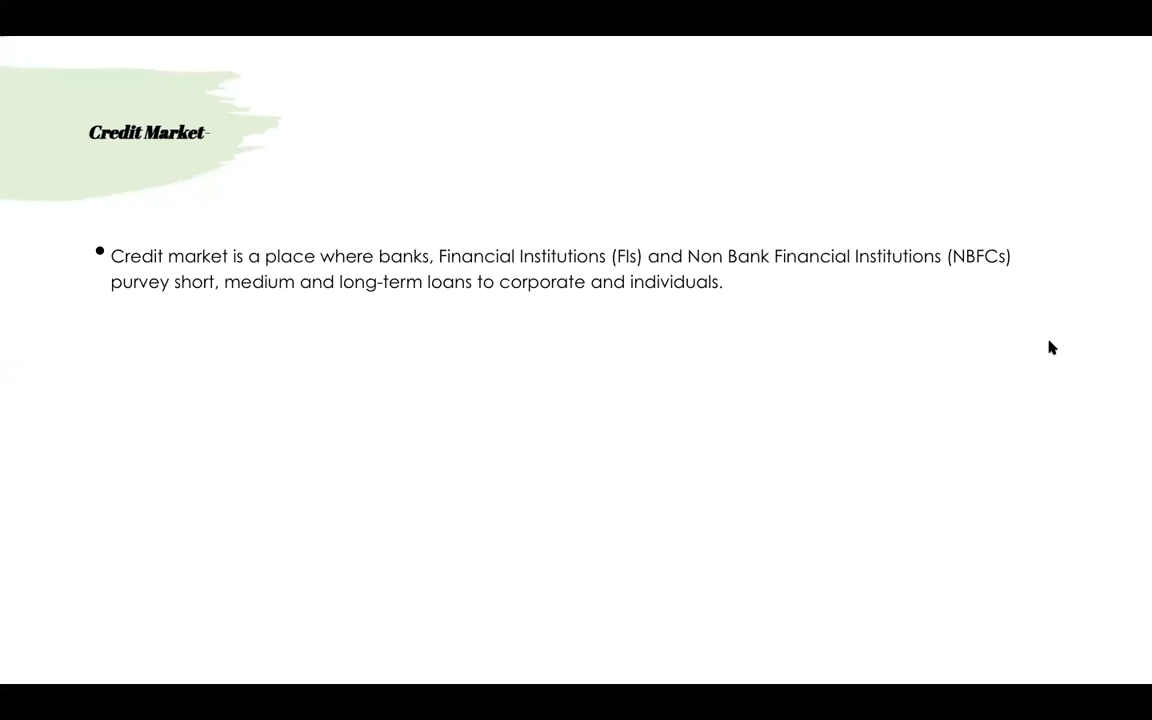 Credit Market-
• Credit market is a place where banks, Financial Institutions (FIs) and Non Bank Financial Institutions (NBFCs)
purvey short, medium and long-term loans to corporate and individuals.